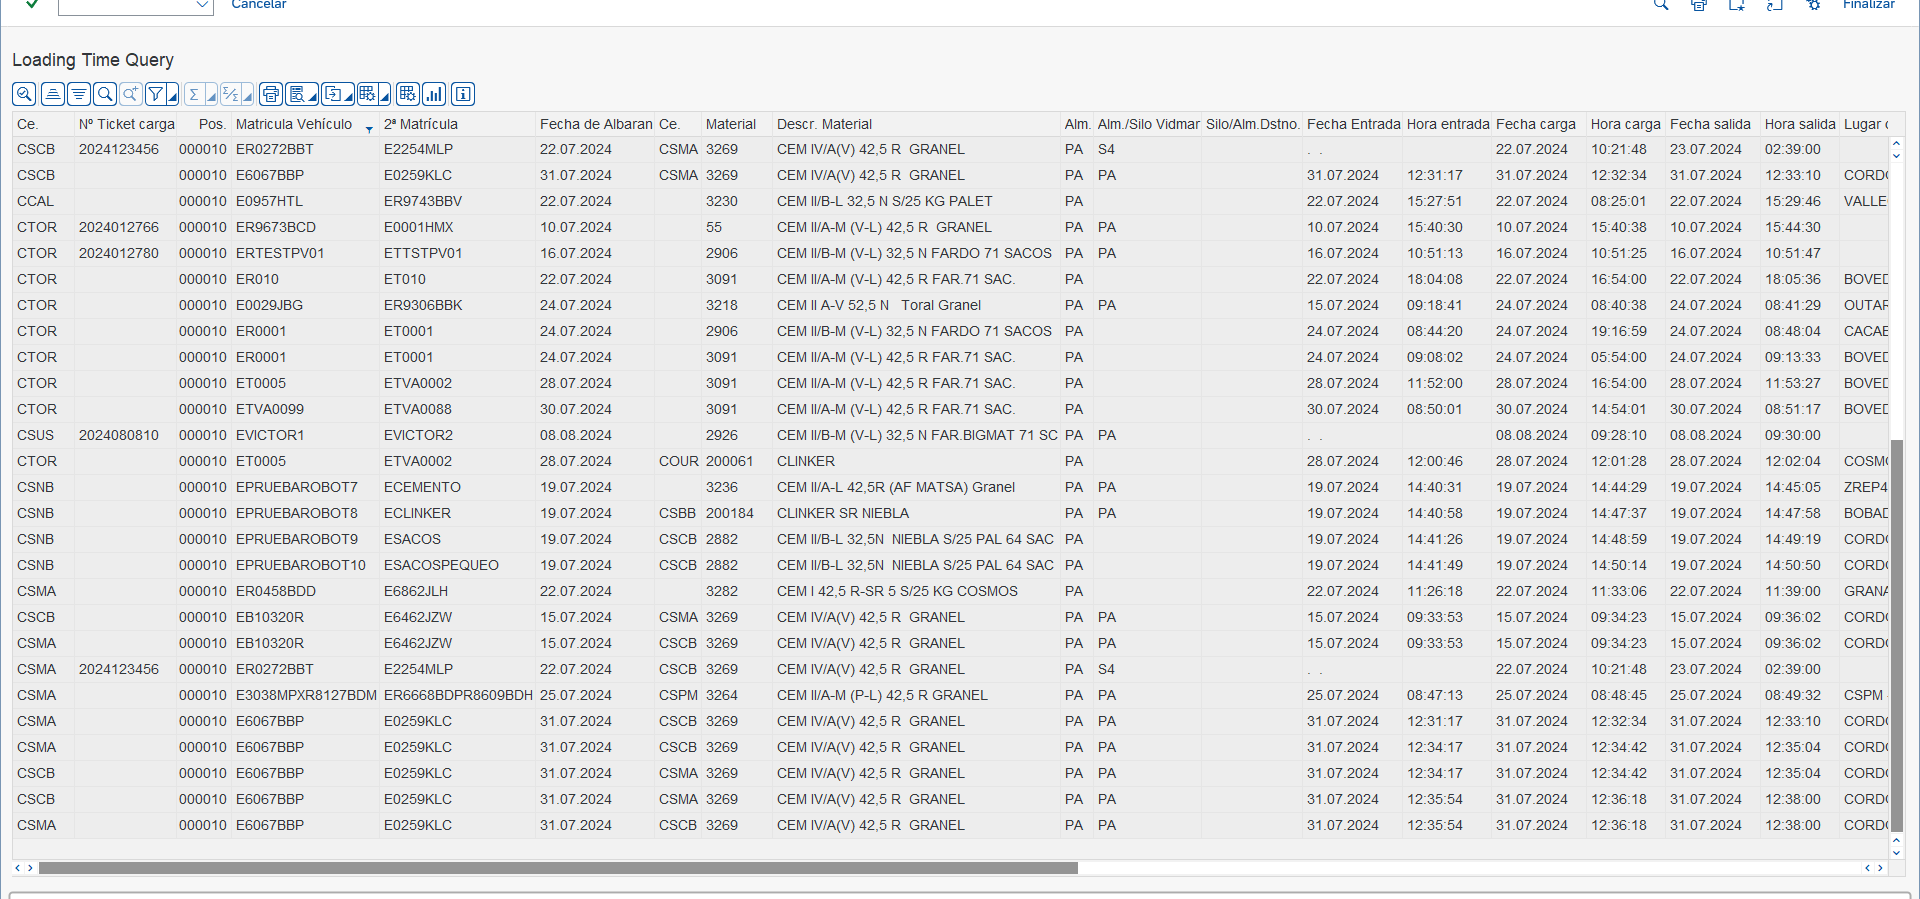 Cancelar Finalizar
Loading Time Query
Ce. Nº Ticket carga Pos. Matricula Vehículo 2ª Matrícula Fecha de Albaran Ce. Material Descr. Material Alm. Alm./Silo Vidmar Silo/Alm.Dstno. Fecha Entrada Hora entrada Fecha carga Hora carga Fecha salida Hora salida Lugar
CSCB 2024123456 000010 ER0272BBT E2254MLP 22.07.2024 CSMA 3269 CEM IV/A(V) 42,5 R GRANEL PA S4 . . 22.07.2024 10:21:48 23.07.2024 02:39:00
CSCB 000010 E6067BBP E0259KLC 31.07.2024 CSMA 3269 CEM IV/A(V) 42,5 R GRANEL PA PA 31.07.2024 12:31:17 31.07.2024 12:32:34 31.07.2024 12:33:10 CORD
CCAL 000010 E0957HTL ER9743BBV 22.07.2024 3230 CEM II/B-L 32,5 N S/25 KG PALET PA 22.07.2024 15:27:51 22.07.2024 08:25:01 22.07.2024 15:29:46 VALLE
CTOR 2024012766 000010 ER9673BCD E0001HMX 10.07.2024 55 CEM II/A-M (V-L) 42,5 R GRANEL PA PA 10.07.2024 15:40:30 10.07.2024 15:40:38 10.07.2024 15:44:30
CTOR 2024012780 000010 ERTESTPV01 ETTSTPV01 16.07.2024 2906 CEM II/B-M (V-L) 32,5 N FARDO 71 SACOS PA PA 16.07.2024 10:51:13 16.07.2024 10:51:25 16.07.2024 10:51:47
CTOR 000010 ER010 ET010 22.07.2024 3091 CEM II/A-M (V-L) 42,5 R FAR.71 SAC. PA 22.07.2024 18:04:08 22.07.2024 16:54:00 22.07.2024 18:05:36 BOVED
CTOR 000010 E0029JBG ER9306BBK 24.07.2024 3218 CEM II A-V 52,5 N Toral Granel PA PA 15.07.2024 09:18:41 24.07.2024 08:40:38 24.07.2024 08:41:29 OUTAR
CTOR 000010 ER0001 ET0001 24.07.2024 2906 CEM II/B-M (V-L) 32,5 N FARDO 71 SACOS PA 24.07.2024 08:44:20 24.07.2024 19:16:59 24.07.2024 08:48:04 CACAB
CTOR 000010 ER0001 ET0001 24.07.2024 3091 CEM II/A-M (V-L) 42,5 R FAR.71 SAC. PA 24.07.2024 09:08:02 24.07.2024 05:54:00 24.07.2024 09:13:33 BOVED
CTOR 000010 ET0005 ETVA0002 28.07.2024 3091 CEM II/A-M (V-L) 42,5 R FAR.71 SAC. PA 28.07.2024 11:52:00 28.07.2024 16:54:00 28.07.2024 11:53:27 BOVED
CTOR 000010 ETVA0099 ETVA0088 30.07.2024 3091 CEM II/A-M (V-L) 42,5 R FAR.71 SAC. PA 30.07.2024 08:50:01 30.07.2024 14:54:01 30.07.2024 08:51:17 BOVED
CSUS 2024080810 000010 EVICTOR1 EVICTOR2 08.08.2024 2926 CEM II/B-M (V-L) 32,5 N FAR.BIGMAT 71 SC PA PA . . 08.08.2024 09:28:10 08.08.2024 09:30:00
CTOR 000010 ET0005 ETVA0002 28.07.2024 COUR 200061 CLINKER PA 28.07.2024 12:00:46 28.07.2024 12:01:28 28.07.2024 12:02:04 COSM
CSNB 000010 EPRUEBAROBOT7 ECEMENTO 19.07.2024 3236 CEM II/A-L 42,5R (AF MATSA) Granel PA PA 19.07.2024 14:40:31 19.07.2024 14:44:29 19.07.2024 14:45:05 ZREP4
CSNB 000010 EPRUEBAROBOT8 ECLINKER 19.07.2024 CSBB 200184 CLINKER SR NIEBLA PA PA 19.07.2024 14:40:58 19.07.2024 14:47:37 19.07.2024 14:47:58 BOBAD
CSNB 000010 EPRUEBAROBOT9 ESACOS 19.07.2024 CSCB 2882 CEM II/B-L 32,5N NIEBLA S/25 PAL 64 SAC PA 19.07.2024 14:41:26 19.07.2024 14:48:59 19.07.2024 14:49:19 CORD
CSNB 000010 EPRUEBAROBOT10 ESACOSPEQUEO 19.07.2024 CSCB 2882 CEM II/B-L 32,5N NIEBLA S/25 PAL 64 SAC PA 19.07.2024 14:41:49 19.07.2024 14:50:14 19.07.2024 14:50:50 CORD
CSMA 000010 ER0458BDD E6862JLH 22.07.2024 3282 CEM I 42,5 R-SR 5 S/25 KG COSMOS PA 22.07.2024 11:26:18 22.07.2024 11:33:06 22.07.2024 11:39:00 GRANA
CSCB 000010 EB10320R E6462JZW 15.07.2024 CSMA 3269 CEM IV/A(V) 42,5 R GRANEL PA PA 15.07.2024 09:33:53 15.07.2024 09:34:23 15.07.2024 09:36:02 CORD
CSMA 000010 EB10320R E6462JZW 15.07.2024 CSCB 3269 CEM IV/A(V) 42,5 R GRANEL PA PA 15.07.2024 09:33:53 15.07.2024 09:34:23 15.07.2024 09:36:02 CORD
CSMA 2024123456 000010 ER0272BBT E2254MLP 22.07.2024 CSCB 3269 CEM IV/A(V) 42,5 R GRANEL PA S4 . . 22.07.2024 10:21:48 23.07.2024 02:39:00
CSMA 000010 E3038MPXR8127BDM ER6668BDPR8609BDH 25.07.2024 CSPM 3264 CEM II/A-M (P-L) 42,5 R GRANEL PA PA 25.07.2024 08:47:13 25.07.2024 08:48:45 25.07.2024 08:49:32 CSPM
CSMA 000010 E6067BBP E0259KLC 31.07.2024 CSCB 3269 CEM IV/A(V) 42,5 R GRANEL PA PA 31.07.2024 12:31:17 31.07.2024 12:32:34 31.07.2024 12:33:10 CORD
CSMA 000010 E6067BBP E0259KLC 31.07.2024 CSCB 3269 CEM IV/A(V) 42,5 R GRANEL PA PA 31.07.2024 12:34:17 31.07.2024 12:34:42 31.07.2024 12:35:04 CORD
CSCB 000010 E6067BBP E0259KLC 31.07.2024 CSMA 3269 CEM IV/A(V) 42,5 R GRANEL PA PA 31.07.2024 12:34:17 31.07.2024 12:34:42 31.07.2024 12:35:04 CORD
CSCB 000010 E6067BBP E0259KLC 31.07.2024 CSMA 3269 CEM IV/A(V) 42,5 R GRANEL PA PA 31.07.2024 12:35:54 31.07.2024 12:36:18 31.07.2024 12:38:00 CORD
CSMA 000010 E6067BBP E0259KLC 31.07.2024 CSCB 3269 CEM IV/A(V) 42,5 R GRANEL PA PA 31.07.2024 12:35:54 31.07.2024 12:36:18 31.07.2024 12:38:00 CORD